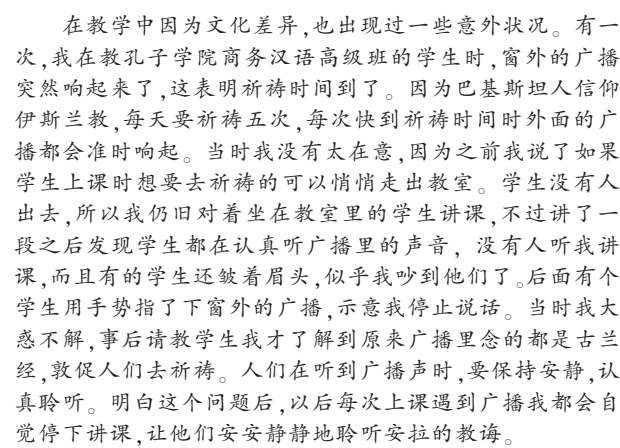 在教学中因为文化差异,也出现过一些意外状况。有一
次,我在教孔子学院商务汉语高级班的学生时,窗外的广播
突然响起来了,这表明祈祷时间到了。因为巴基斯坦人信仰
伊斯兰教,每天要祈祷五次,每次快到祈祷时间时外面的广
播都会准时响起。当时我没有太在意,因为之前我说了如果
学生上课时想要去祈祷的可以悄悄走出教室。学生没有人
出去,所以我仍旧对着坐在教室里的学生讲课,不过讲了一
段之后发现学生都在认真听广播里的声音,没有人听我讲
课,而且有的学生还皱着眉头,似乎我吵到他们了。后面有个
学生用手势指了下窗外的广播,示意我停止说话。当时我大
惑不解,事后请教学生我才了解到原来广播里念的都是古兰
经,敦促人们去祈祷。人们在听到广播声时,要保持安静,认
真聆听。明白这个问题后,以后每次上课遇到广播我都会自
觉停下讲课,让他们安安静静地聆听安拉的教诲。